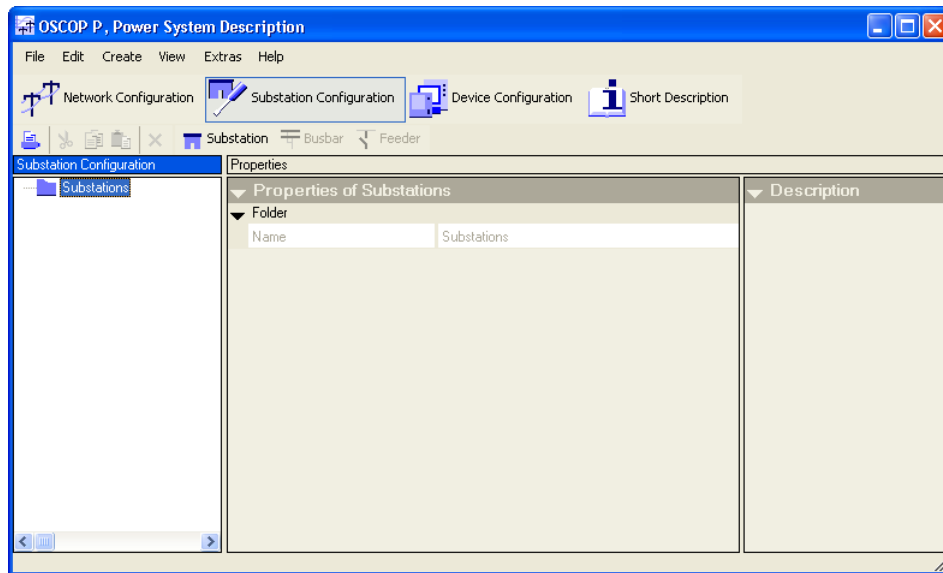 OSCOP P, Power System Description
File Edit Create View Extras Help
Network Configuration Substation Configuration Device Configuration Short Description
Substation Busbar Feeder
Substation Configuration Properties
Substations Properties of Substations Description
Folder
Name Substations